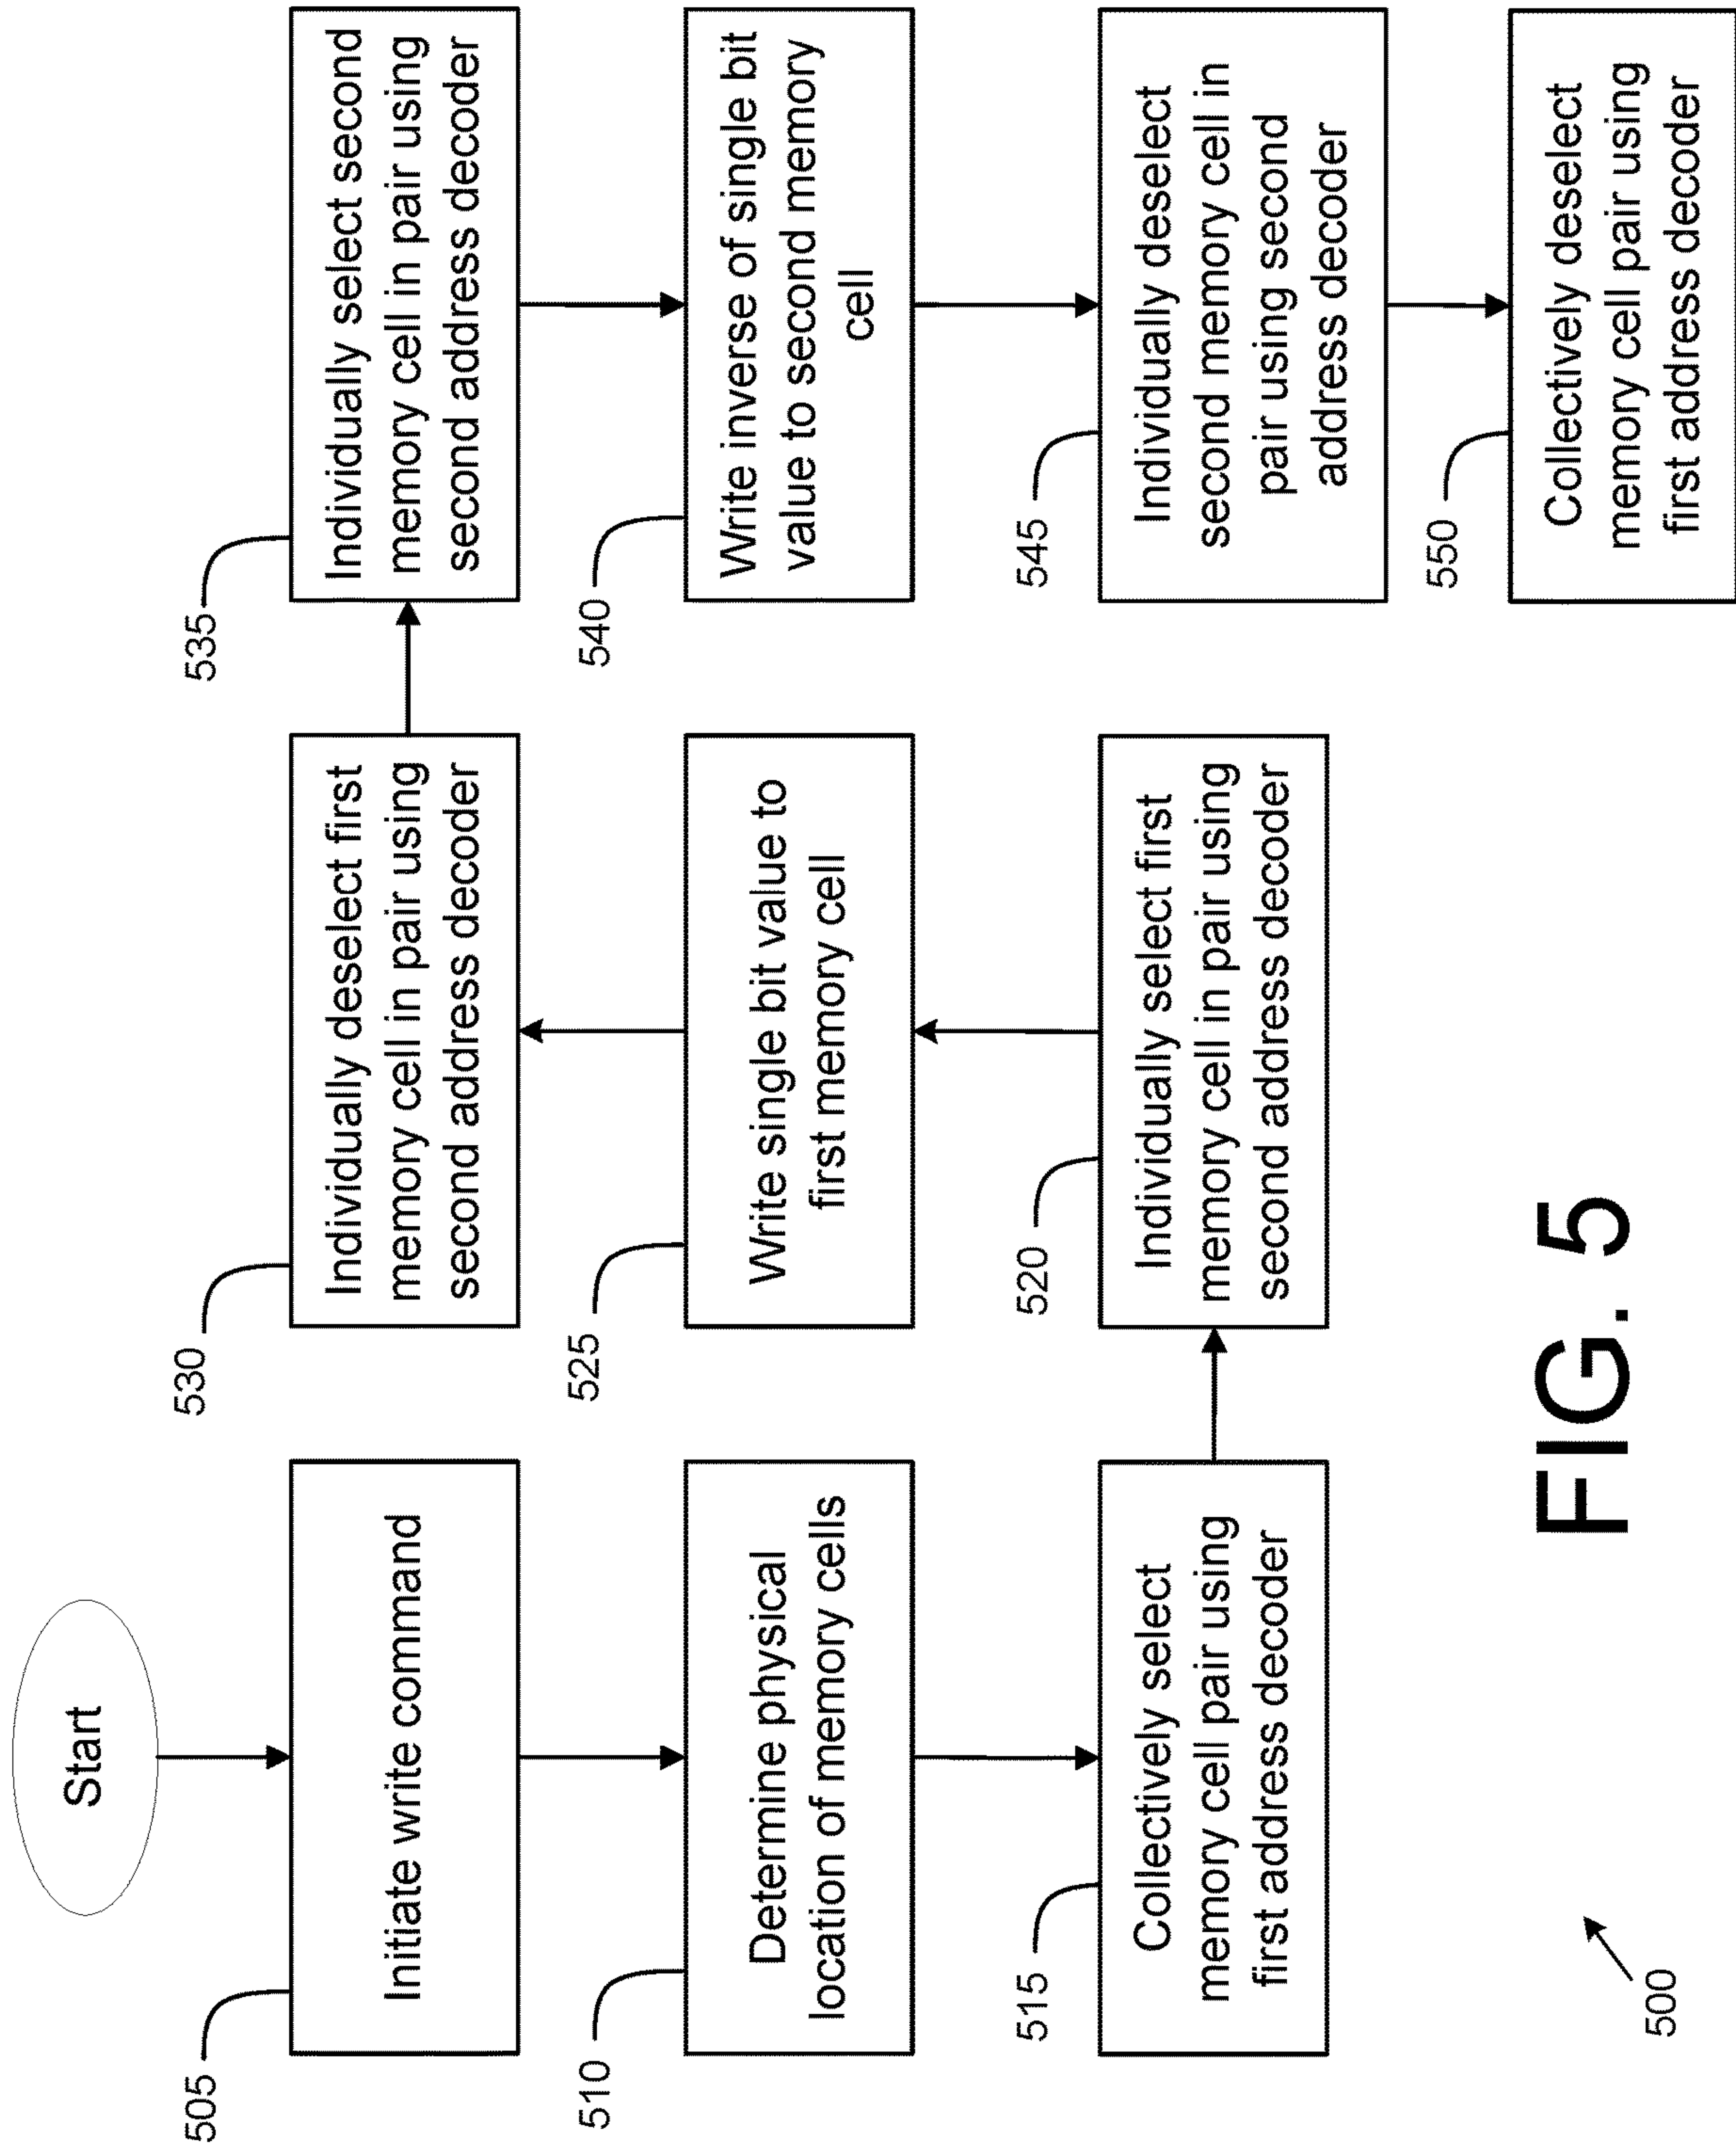 Start
505
Initiate write command
510
Determine physical
location of memory cells
515
Collectively select
memory cell pair using
first address decoder
520
Individually select first
memory cell in pair using
second address decoder
525
Write single bit value to
first memory cell
530
Individually deselect first
memory cell in pair using
second address decoder
535
Individually select second
memory cell in pair using
second address decoder
540
Write inverse of single bit
value to second memory
cell
545
Individually deselect
second memory cell in
pair using second
address decoder
550
Collectively deselect
memory cell pair using
first address decoder
500
FIG. 5